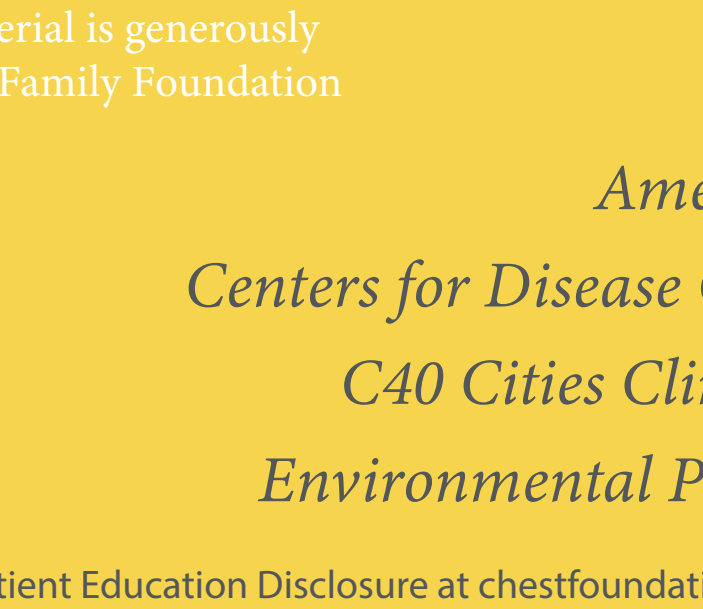 erial is generously
Family Foundation
Ame
Centers for Disease
C40 Cities Cli
Environmental P
tient Education Disclosure at chestfoundati